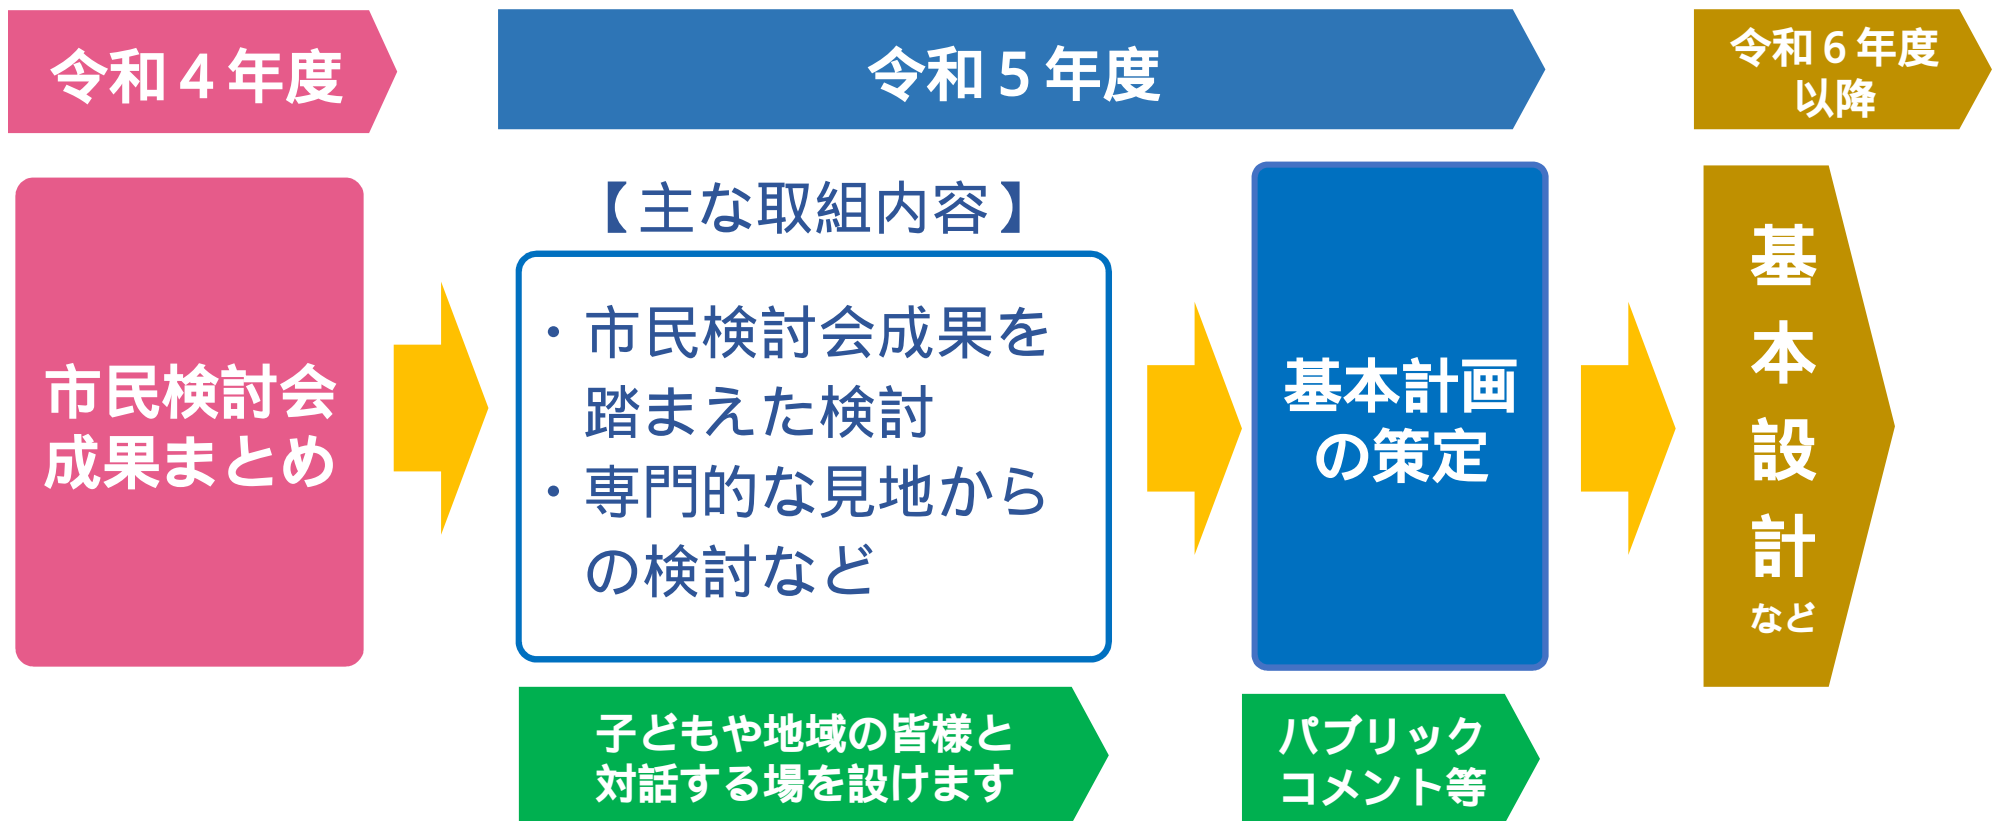 令和４年度
令和５年度
令和６年度
以降
市民検討会
成果まとめ
【主な取組内容】
・市民検討会成果を
踏まえた検討
・専門的な見地から
の検討など
基本計画
の策定
基本設計など
子どもや地域の皆様と
対話する場を設けます
パブリック
コメント等